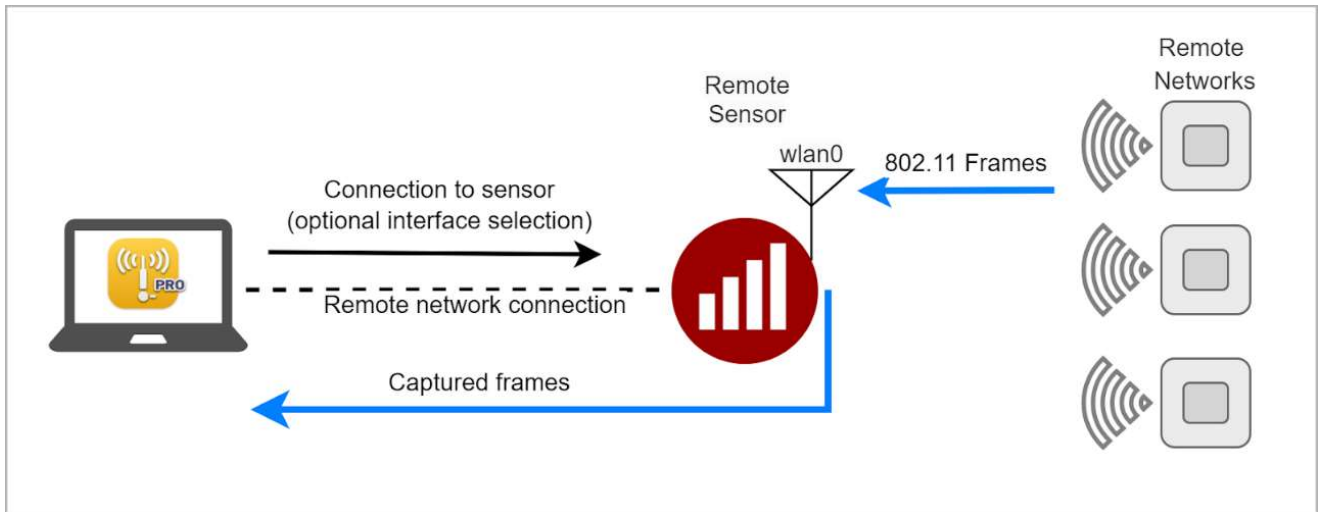 Remote
Networks
Remote
Sensor
wlan0
802.11 Frames
Connection to sensor
(optional interface selection)
PRO
Remote network connection
Captured frames